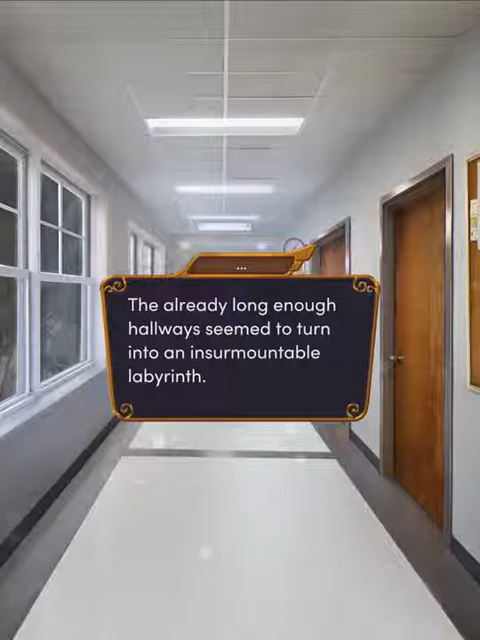 ...
The already long enough
hallways seemed to turn
into an insurmountable
labyrinth.